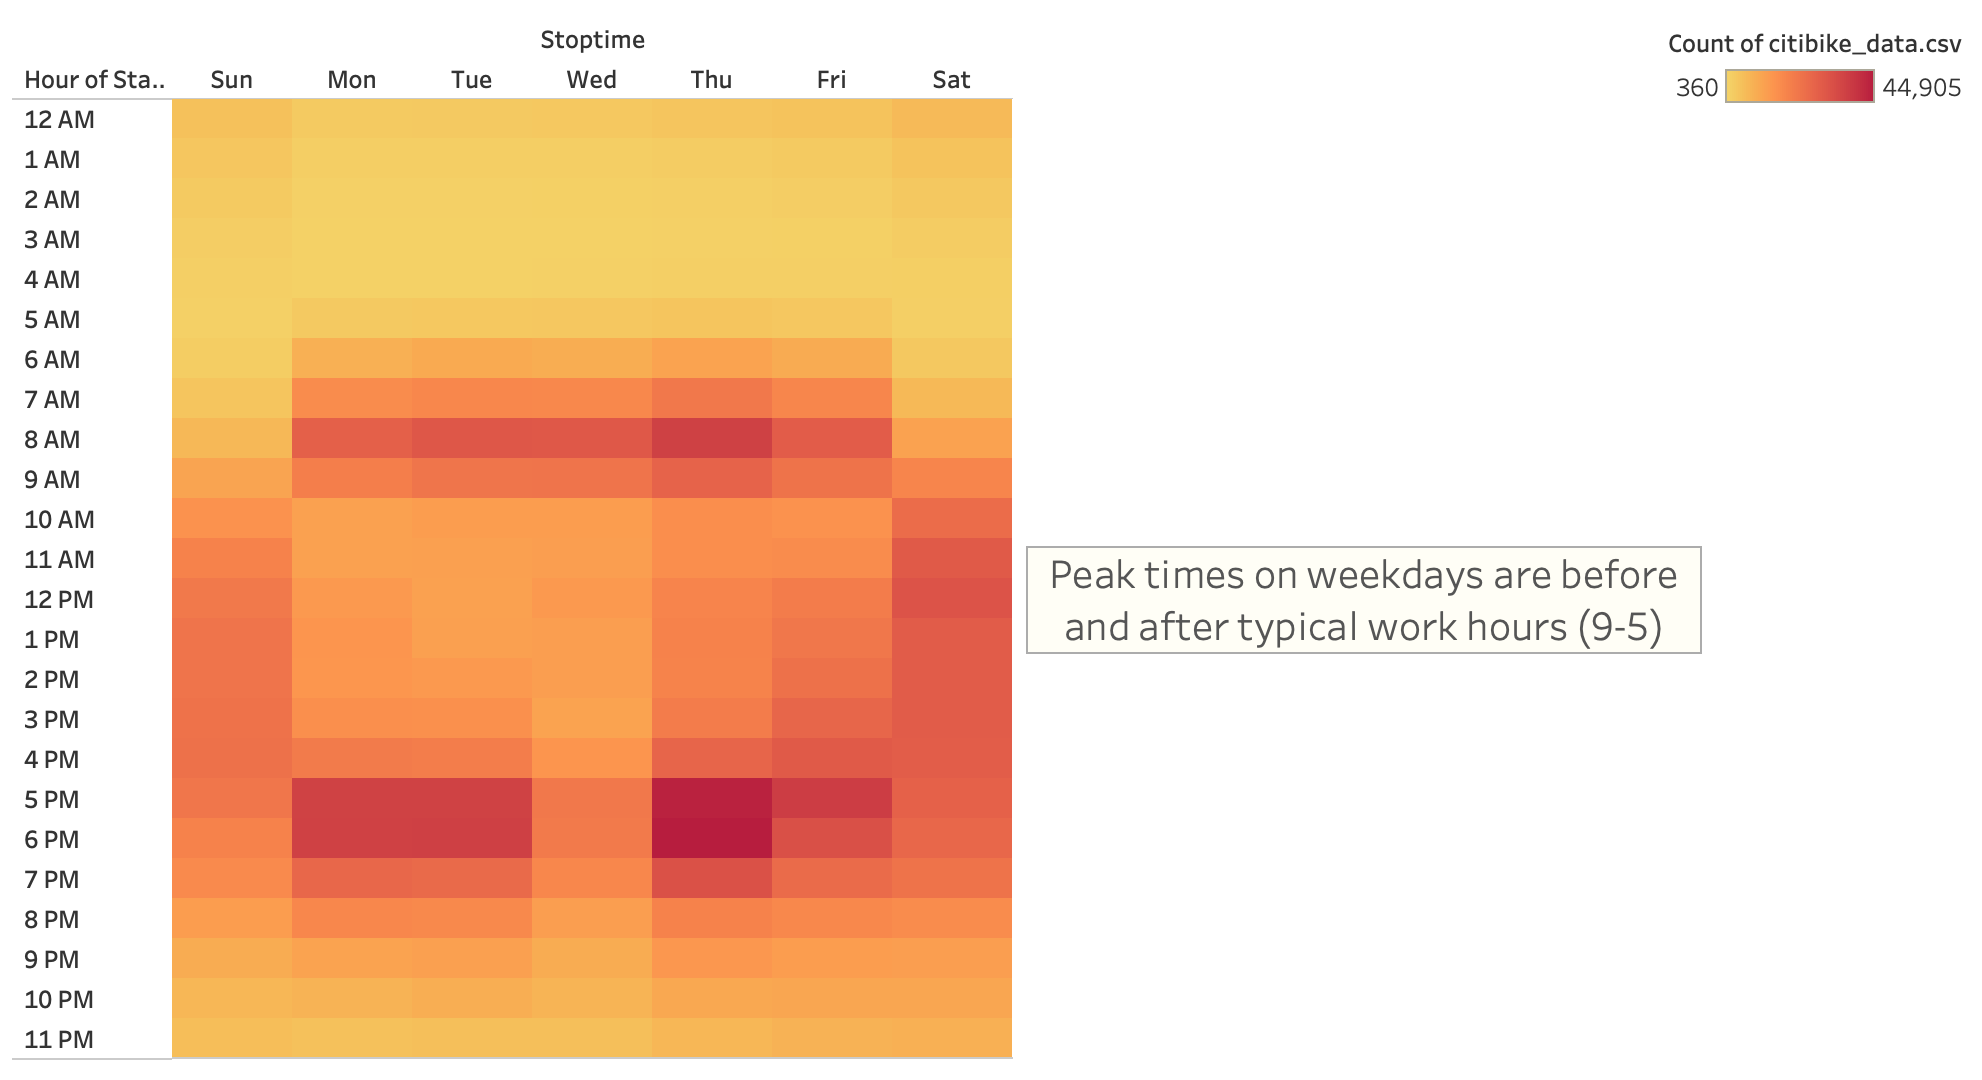 Stoptime
Count of citibike_data.csv
Hour of Sta.. Sun Mon Tue Wed Thu Fri Sat
360 44,905
12 AM
1 AM
2 AM
3 AM
4 AM
5 AM
6 AM
7 AM
8 AM
9 AM
10 AM
11 AM
12 PM
1 PM
2 PM
3 PM
4 PM
5 PM
6 PM
7 PM
8 PM
9 PM
10 PM
11 PM
Peak times on weekdays are before
and after typical work hours (9-5)